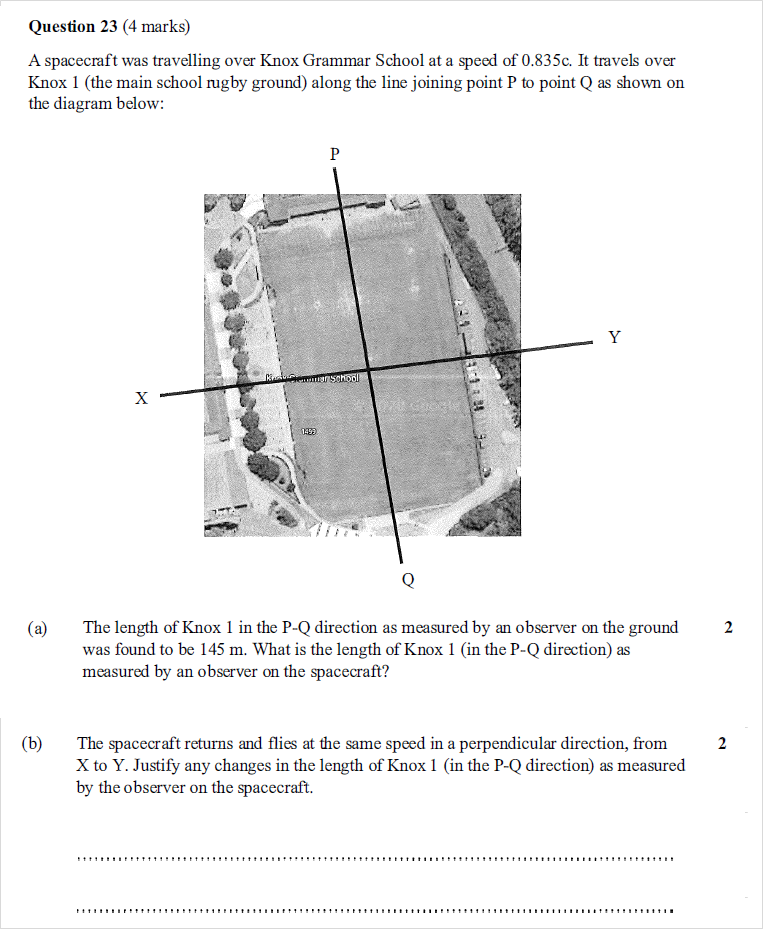 Question 23 (4 marks)
A spacecraft was travelling over Knox Grammar School at a speed of 0.835c. It travels over
Knox 1 (the main school rugby ground) along the line joining point P to point Q as shown on
the diagram below:
P
Y
X
School
1499
Q
(a) The length of Knox 1 in the P-Q direction as measured by an observer on the ground 2
was found to be 145 m. What is the length of Knox 1 (in the P-Q direction) as
measured by an observer on the spacecraft?
(b) The spacecraft returns and flies at the same speed in a perpendicular direction, from 2
X to Y. Justify any changes in the length of Knox 1 (in the P-Q direction) as measured
by the observer on the spacecraft.